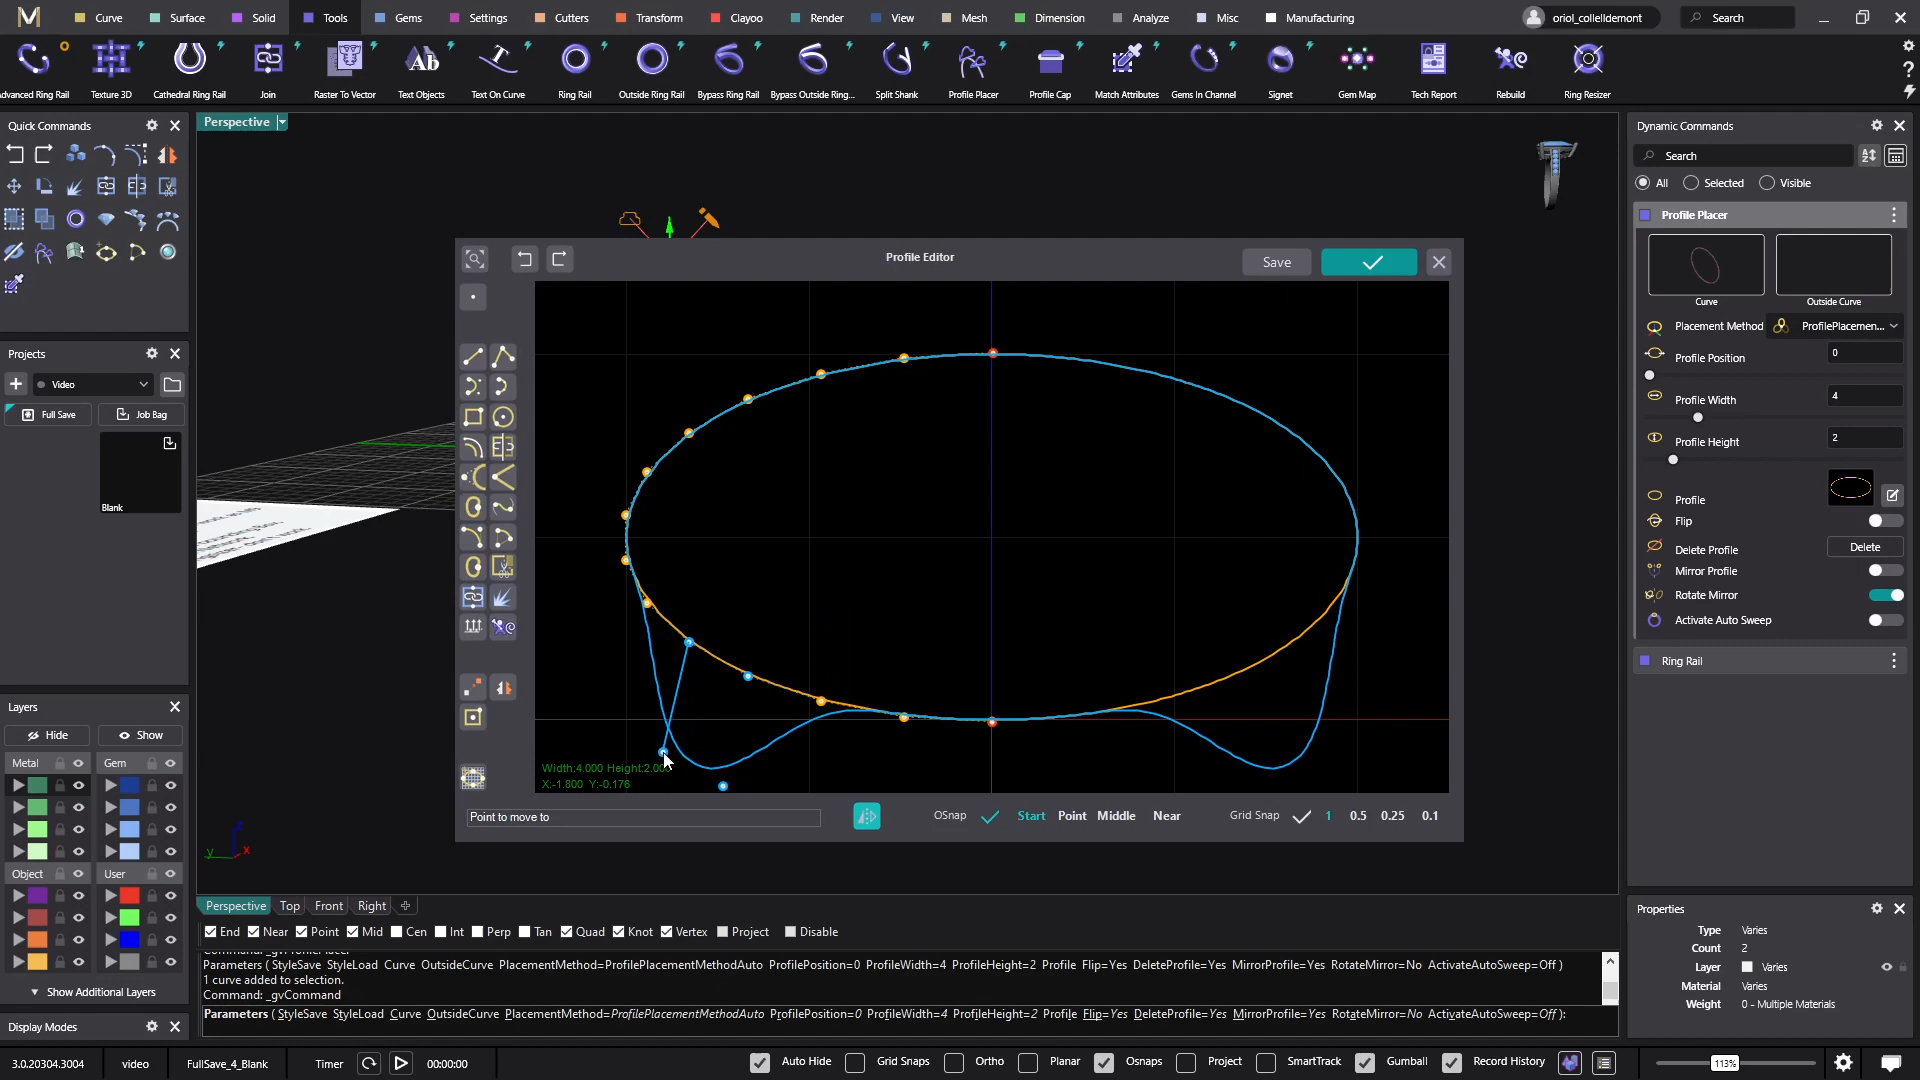 Curve Surface Solid Tools Gems Settings Cutters Transform Clayoo Render View Mesh Dimension Analyze Misc Manufacturing oriol_collelldemont Search
dvanced Ring Rail Texture 3D Cathedral Ring Rail Join Raster To Vector Text Objects Text On Curve Ring Rail Outside Ring Rail Bypass Ring Rail Bypass Outside Ring... Split Shank Profile Placer Profile Cap Match Attributes Gems In Channel Signet Gem Map Tech Report Rebuild Ring Resizer
Quick Commands
Projects
Video
Full Save Job Bag
Blank
Layers
Hide Show
Metal Gem
Object User
Show Additional Layers
Display Modes
Perspective
Profile Editor
Save
Width:4.000 Height:2.00
X:-1.800 Y:-0.176
Point to move to
OSnap Start Point Middle Near Grid Snap 1 0.5 0.25 0.1
z
y x
Perspective Top Front Right
End Near Point Mid Cen Int Perp Tan Quad Knot Vertex Project Disable
Parameters ( StyleSave StyleLoad Curve OutsideCurve PlacementMethod=ProfilePlacementMethodAuto ProfilePosition=0 ProfileWidth=4 ProfileHeight=2 Profile Flip=Yes DeleteProfile=Yes MirrorProfile=Yes RotateMirror=No ActivateAutoSweep=Off )
1 curve added to selection.
Command: _gvCommand
Parameters ( StyleSave StyleLoad Curve OutsideCurve PlacementMethod=ProfilePlacementMethodAuto ProfilePosition=0 ProfileWidth=4 ProfileHeight=2 Profile Flip=Yes DeleteProfile=Yes MirrorProfile=Yes RotateMirror=No ActivateAutoSweep=Off ):
Dynamic Commands
Search
All Selected Visible
Profile Placer
Curve Outside Curve
Placement Method ProfilePlacemen...
Profile Position 0
Profile Width 4
Profile Height 2
Profile
Flip
Delete Profile Delete
Mirror Profile
Rotate Mirror
Activate Auto Sweep
Ring Rail
Properties
Type Varies
Count 2
Layer Varies
Material Varies
Weight 0 - Multiple Materials
3.0.20304.3004 video FullSave_4_Blank Timer 00:00:00 Auto Hide Grid Snaps Ortho Planar Osnaps Project SmartTrack Gumball Record History 113%